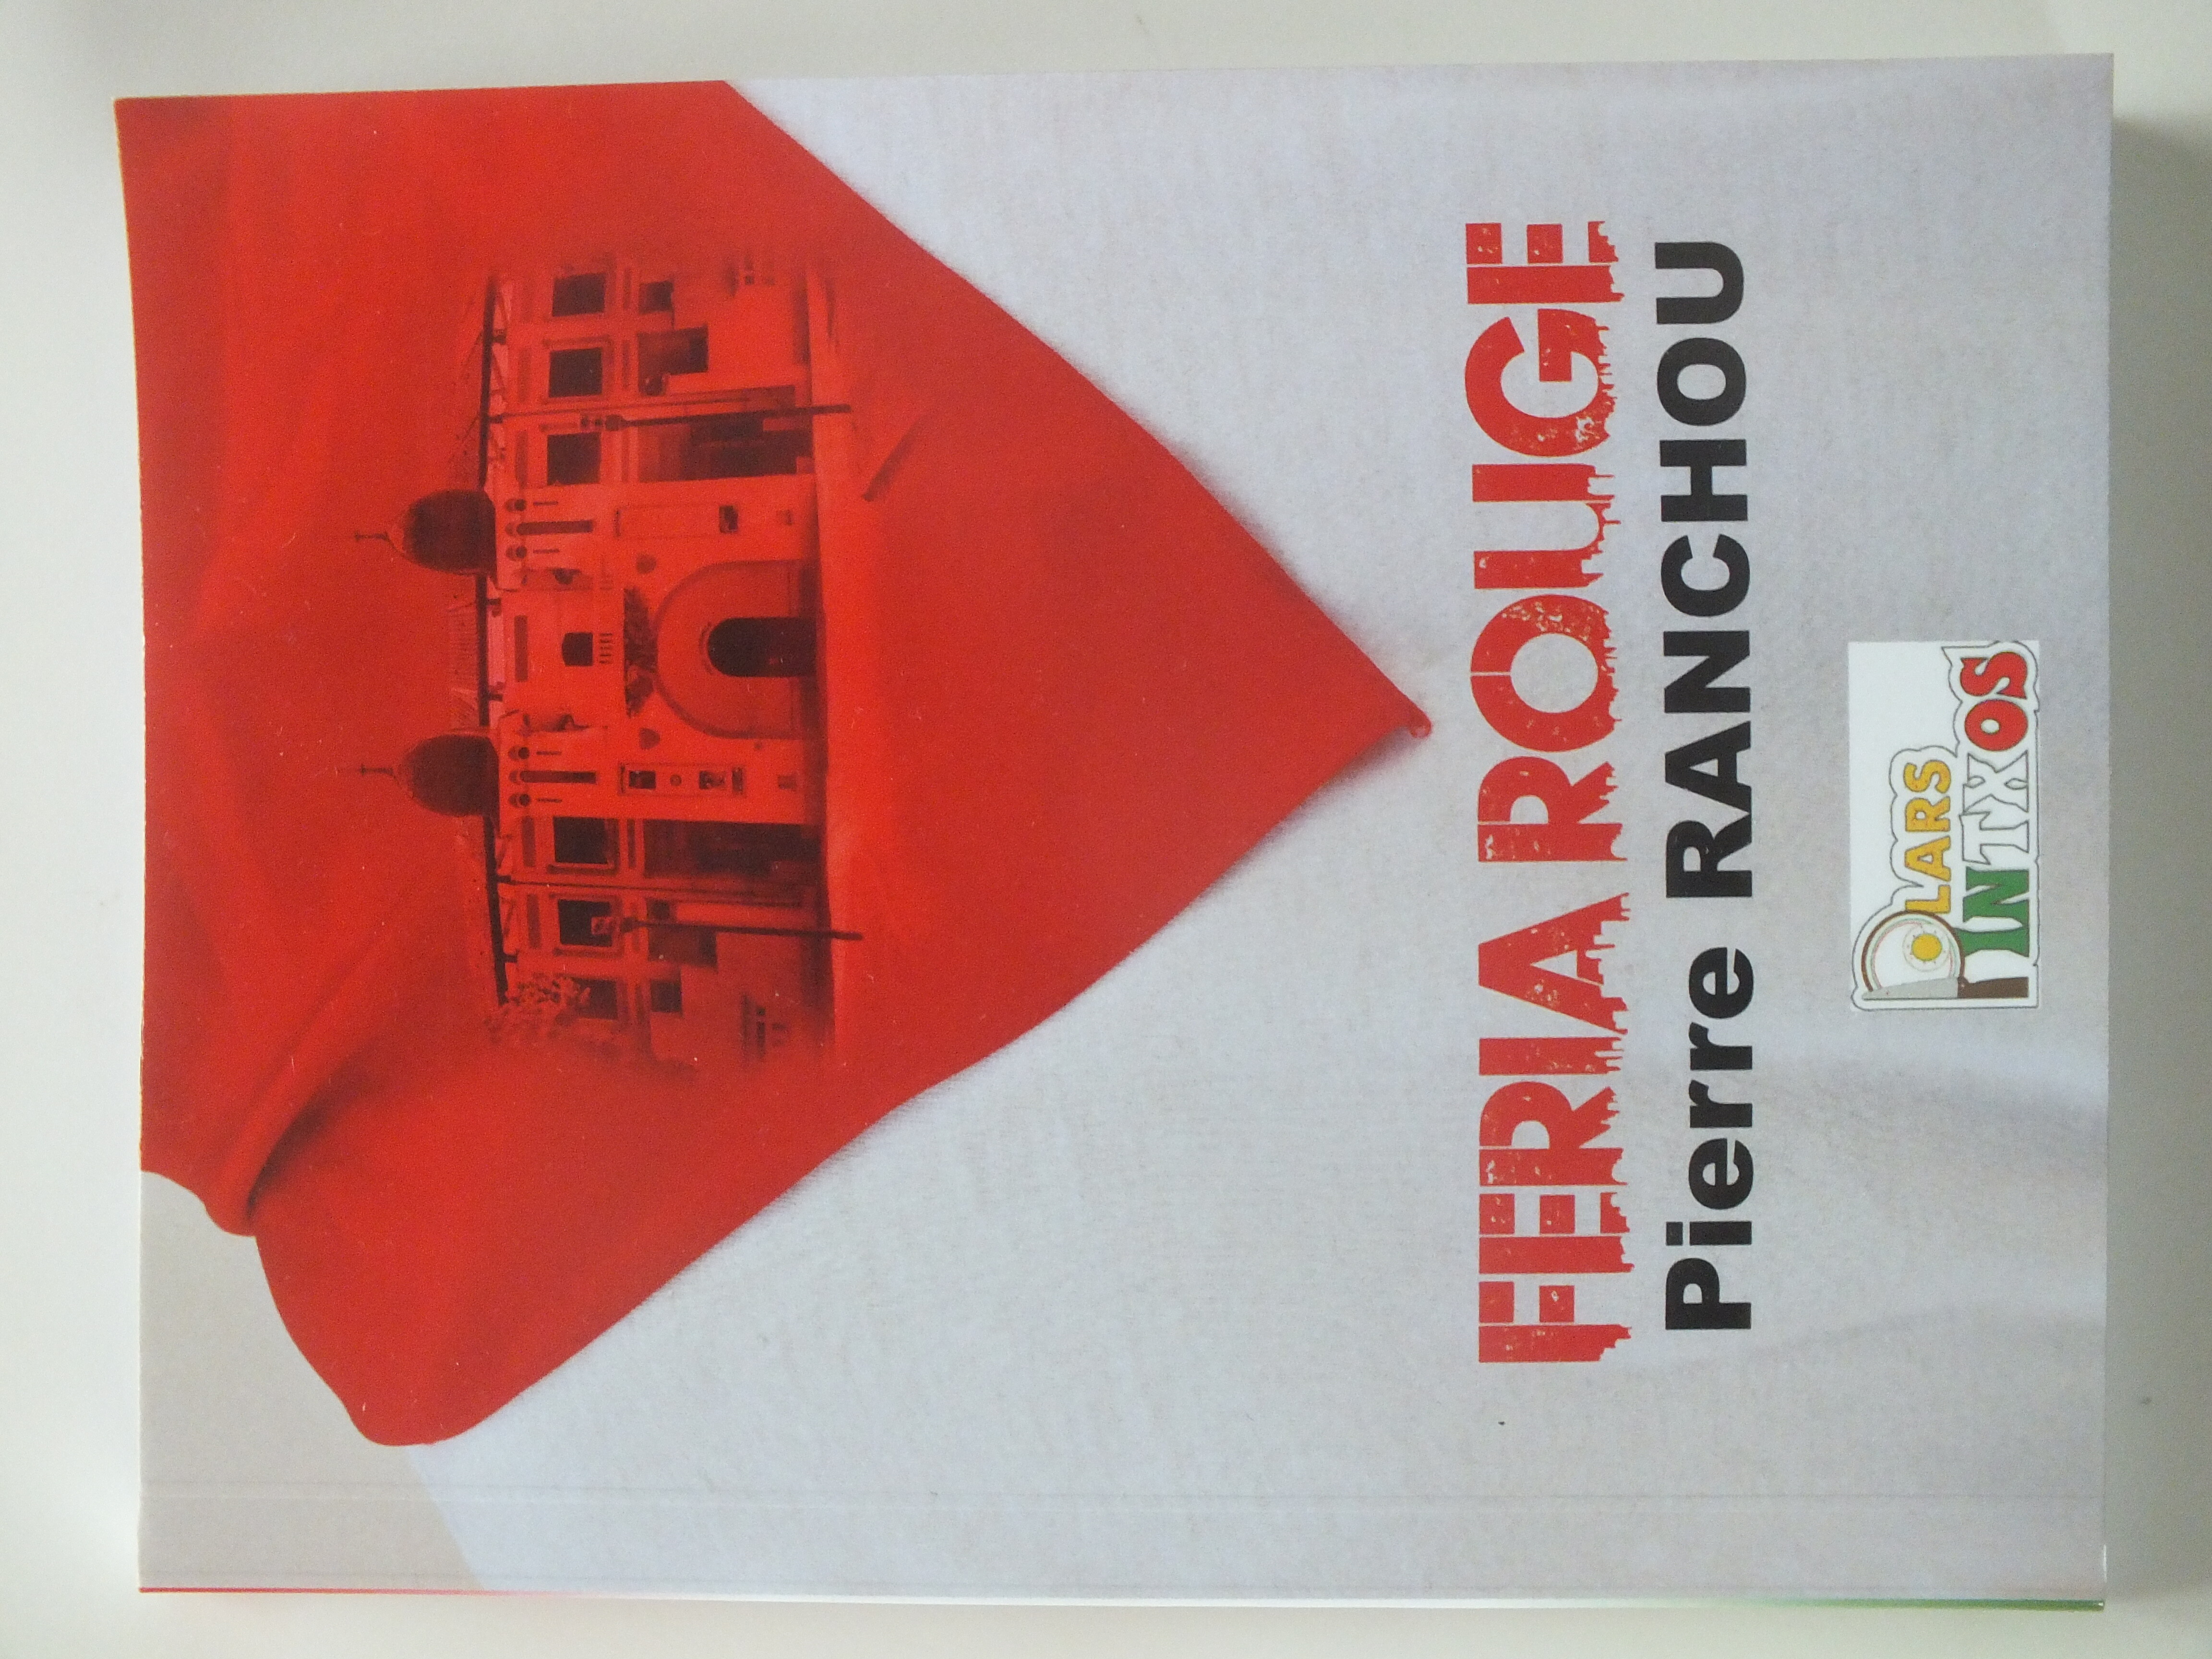 FERIA ROUGE
Pierre RANCHOU
POLARS
PINTXOS